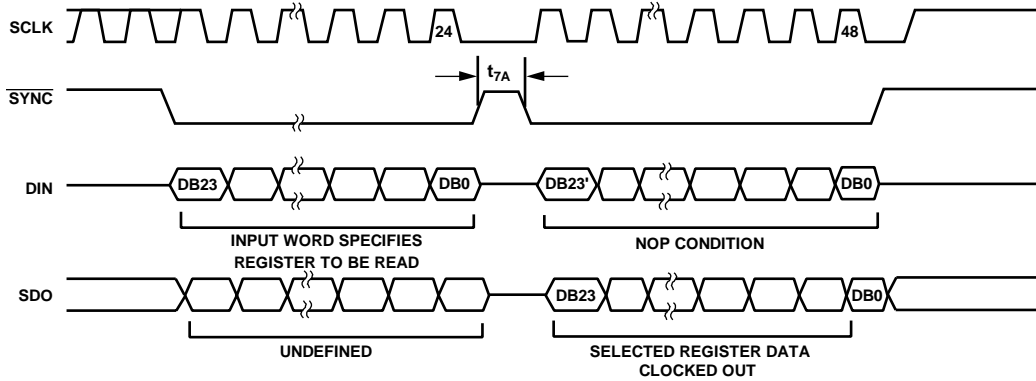 SCLK
24
48
t7A
SYNC
DIN
DB23
DB0
DB23'
DB0
INPUT WORD SPECIFIES
REGISTER TO BE READ
NOP CONDITION
SDO
DB23
DB0
UNDEFINED
SELECTED REGISTER DATA
CLOCKED OUT